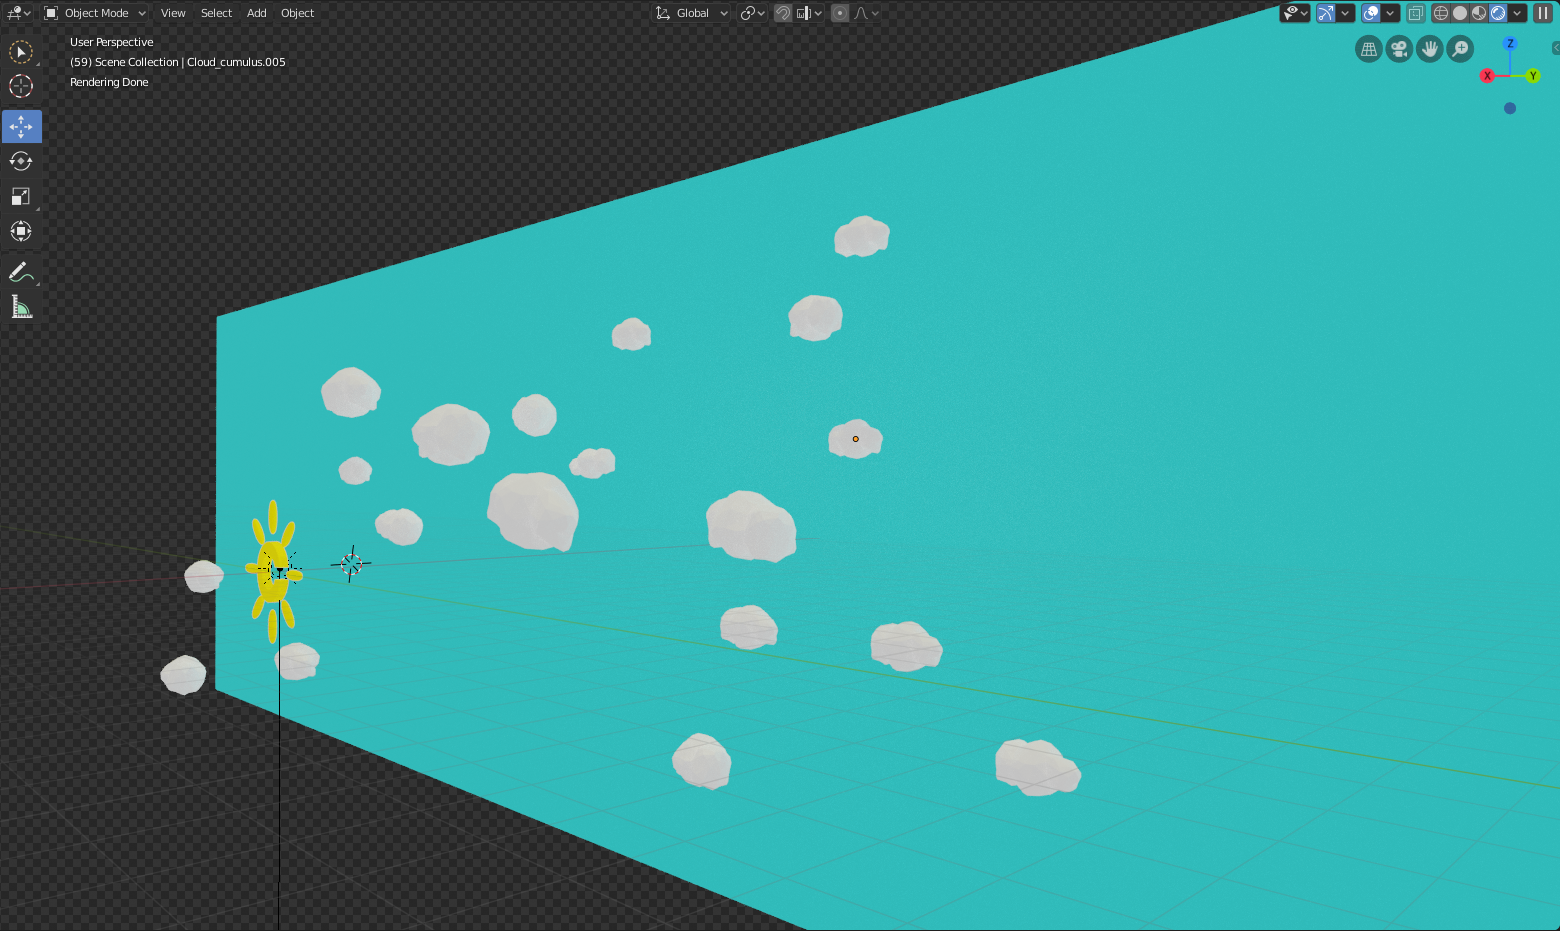 Object Mode View Select Add Object Global
User Perspective
(59) Scene Collection | Cloud_cumulus.005
Rendering Done
Z
X Y